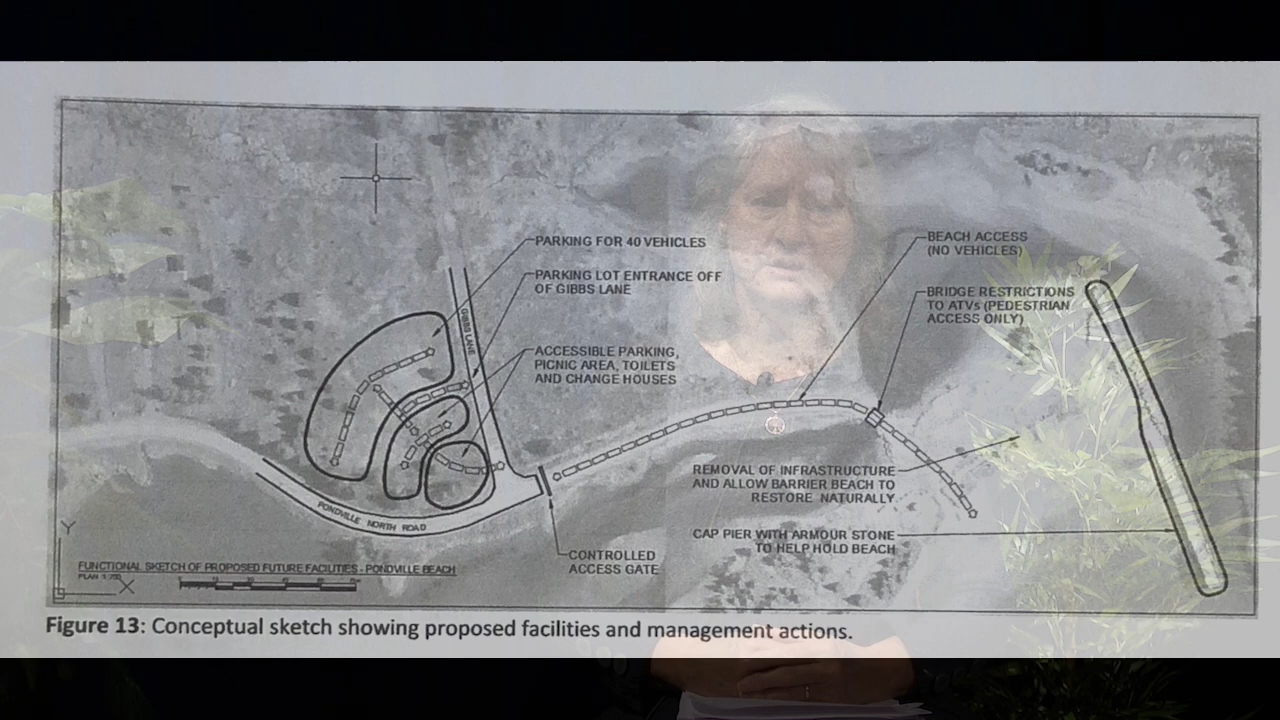 PARKING FOR 40 VEHICLES
PARKING LOT ENTRANCE OFF
OF GIBBS LANE
GIBBS LANE
ACCESSIBLE PARKING,
PICNIC AREA, TOILETS
AND CHANGE HOUSES
BEACH ACCESS
(NO VEHICLES)
BRIDGE RESTRICTIONS
TO ATVs (PEDESTRIAN
ACCESS ONLY)
REMOVAL OF INFRASTRUCTURE
AND ALLOW BARRIER BEACH TO
RESTORE NATURALLY
CAP PIER WITH ARMOUR STONE
TO HELP HOLD BEACH
PONDVILLE NORTH ROAD
CONTROLLED
ACCESS GATE
Y
FUNCTIONAL SKETCH OF PROPOSED FUTURE FACILITIES - PONDVILLE BEACH
PLAN
X
Figure 13: Conceptual sketch showing proposed facilities and management actions.